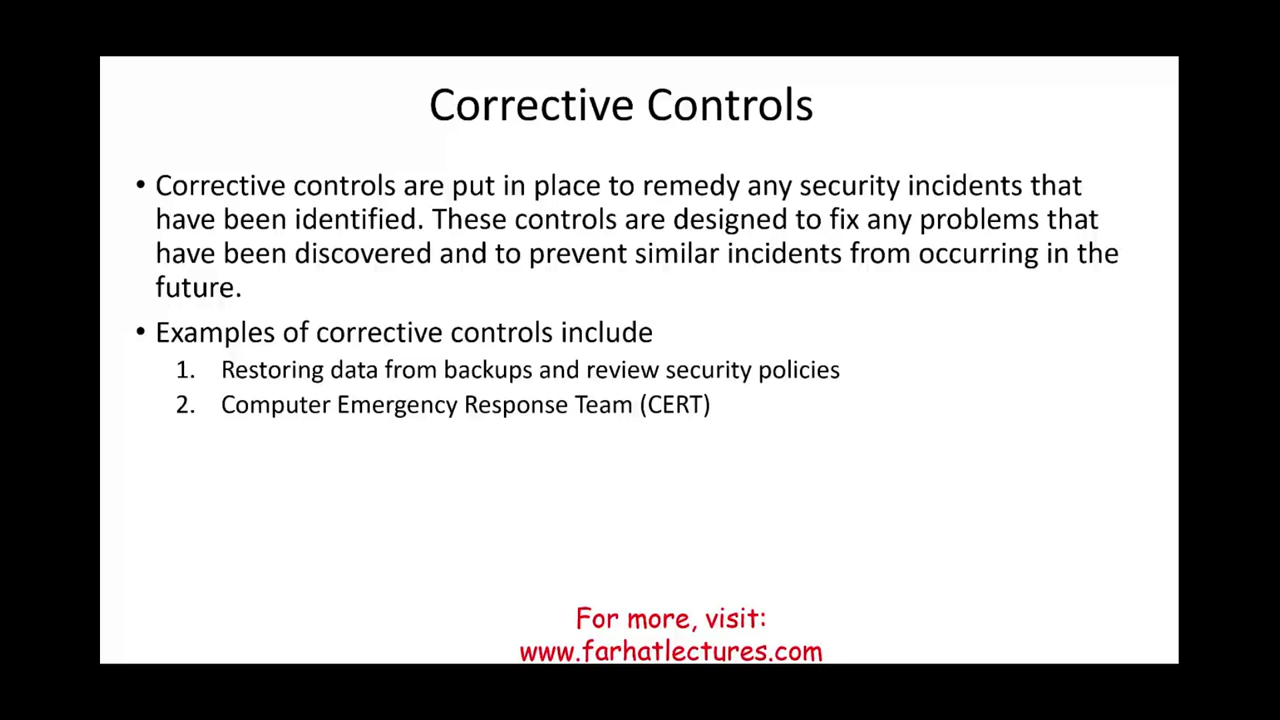 Corrective Controls
• Corrective controls are put in place to remedy any security incidents that
have been identified. These controls are designed to fix any problems that
have been discovered and to prevent similar incidents from occurring in the
future.
• Examples of corrective controls include
1. Restoring data from backups and review security policies
2. Computer Emergency Response Team (CERT)
For more, visit:
www.farhatlectures.com